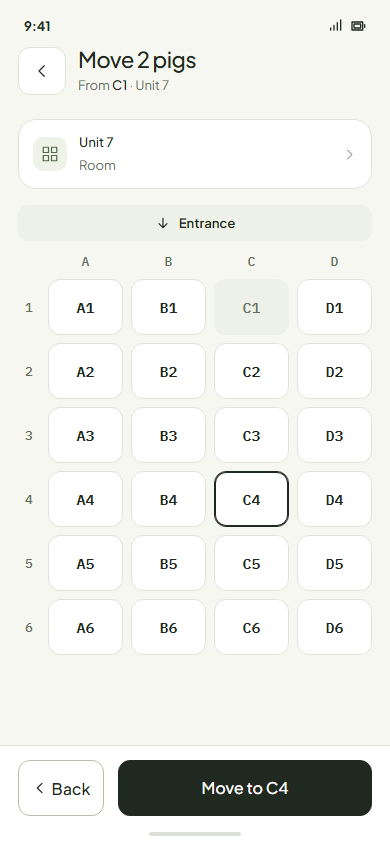 9:41
Move 2 pigs
From C1 · Unit 7
Unit 7
Room
Entrance
A B C D
1 A1 B1 C1 D1
2 A2 B2 C2 D2
3 A3 B3 C3 D3
4 A4 B4 C4 D4
5 A5 B5 C5 D5
6 A6 B6 C6 D6
Back Move to C4